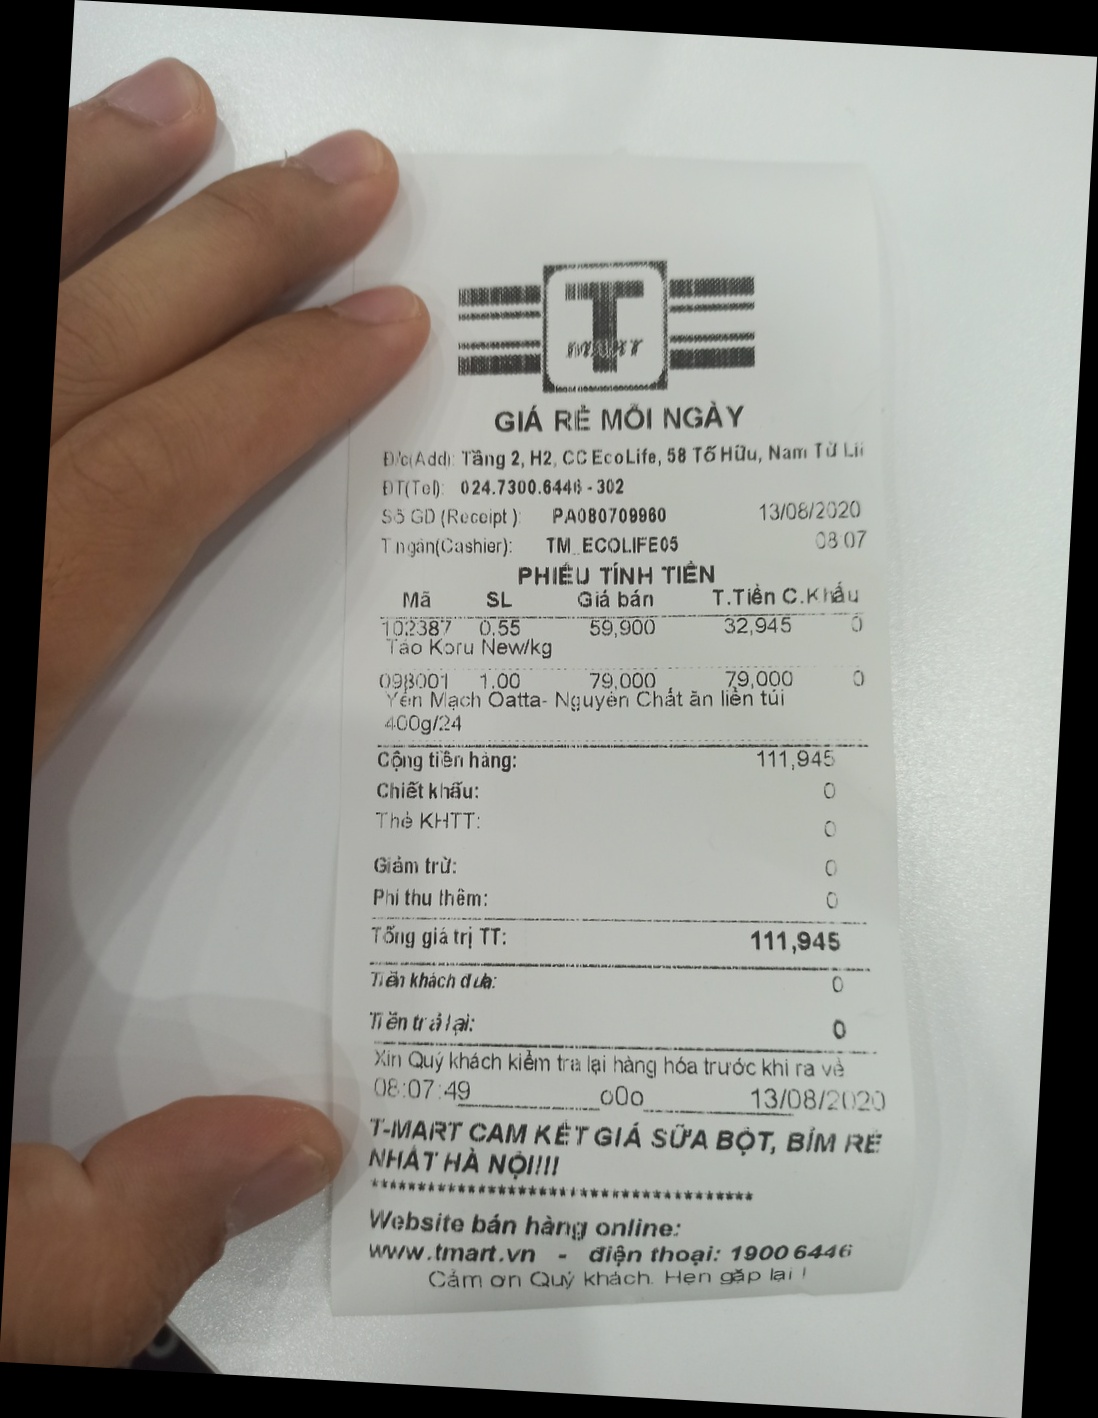 T
MART
GIÁ RẺ MỖI NGÀY
Đ/c(Add): Tầng 2, H2, CC EcoLife, 58 Tố Hữu, Nam Từ Lii
ĐT(Tel): 024.7300.6446 - 302
Số GD (Receipt ): PA080709960 13/08/2020
T ngân(Cashier): TM_ECOLIFE05 08:07
PHIẾU TÍNH TIỀN
Mã SL Giá bán T.Tiền C.Khấu
102387 0.55 59,900 32,945 0
Táo Koru New/kg
098001 1.00 79,000 79,000 0
Yến Mạch Oatta- Nguyên Chất ăn liền túi
400g/24
Cộng tiền hàng: 111,945
Chiết khấu: 0
Thẻ KHTT: 0
Giảm trừ: 0
Phí thu thêm: 0
Tổng giá trị TT: 111,945
Tiền khách đưa: 0
Tiền trả lại: 0
Xin Quý khách kiểm tra lại hàng hóa trước khi ra về
08:07:49__________o0o__________13/08/2020
T-MART CAM KẾT GIÁ SỮA BỘT, BỈM RẺ
NHẤT HÀ NỘI!!!
****************************************
Website bán hàng online:
www.tmart.vn - điện thoại: 1900 6446
Cảm ơn Quý khách. Hẹn gặp lại !